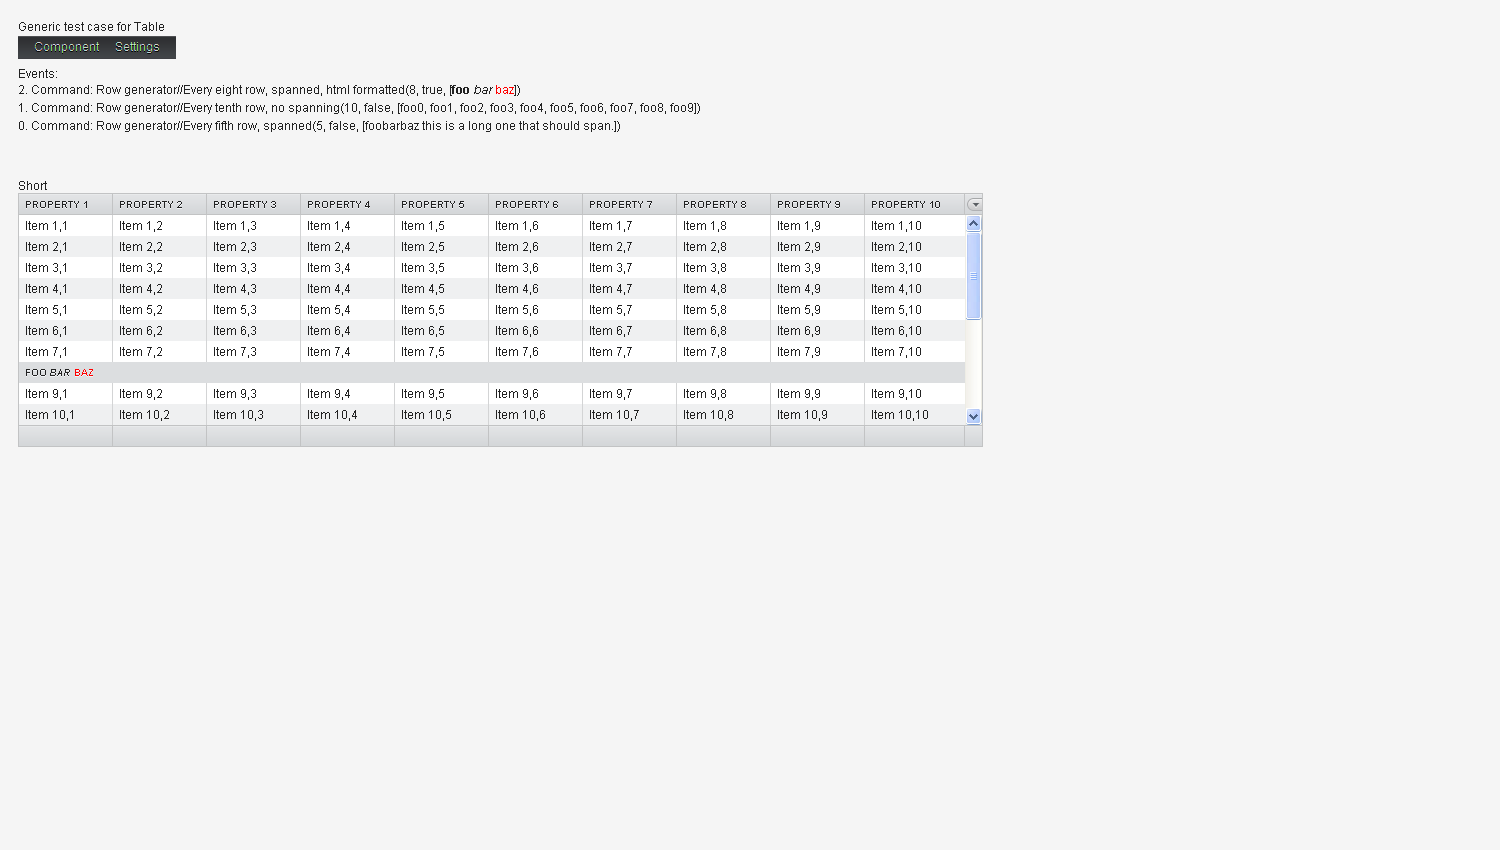 Generic test case for Table
Component Settings
Events:
2. Command: Row generator//Every eight row, spanned, html formatted(8, true, [foo bar baz])
1. Command: Row generator//Every tenth row, no spanning(10, false, [foo0, foo1, foo2, foo3, foo4, foo5, foo6, foo7, foo8, foo9])
0. Command: Row generator//Every fifth row, spanned(5, false, [foobarbaz this is a long one that should span.])
Short
PROPERTY 1 PROPERTY 2 PROPERTY 3 PROPERTY 4 PROPERTY 5 PROPERTY 6 PROPERTY 7 PROPERTY 8 PROPERTY 9 PROPERTY 10
Item 1,1 Item 1,2 Item 1,3 Item 1,4 Item 1,5 Item 1,6 Item 1,7 Item 1,8 Item 1,9 Item 1,10
Item 2,1 Item 2,2 Item 2,3 Item 2,4 Item 2,5 Item 2,6 Item 2,7 Item 2,8 Item 2,9 Item 2,10
Item 3,1 Item 3,2 Item 3,3 Item 3,4 Item 3,5 Item 3,6 Item 3,7 Item 3,8 Item 3,9 Item 3,10
Item 4,1 Item 4,2 Item 4,3 Item 4,4 Item 4,5 Item 4,6 Item 4,7 Item 4,8 Item 4,9 Item 4,10
Item 5,1 Item 5,2 Item 5,3 Item 5,4 Item 5,5 Item 5,6 Item 5,7 Item 5,8 Item 5,9 Item 5,10
Item 6,1 Item 6,2 Item 6,3 Item 6,4 Item 6,5 Item 6,6 Item 6,7 Item 6,8 Item 6,9 Item 6,10
Item 7,1 Item 7,2 Item 7,3 Item 7,4 Item 7,5 Item 7,6 Item 7,7 Item 7,8 Item 7,9 Item 7,10
FOO BAR BAZ
Item 9,1 Item 9,2 Item 9,3 Item 9,4 Item 9,5 Item 9,6 Item 9,7 Item 9,8 Item 9,9 Item 9,10
Item 10,1 Item 10,2 Item 10,3 Item 10,4 Item 10,5 Item 10,6 Item 10,7 Item 10,8 Item 10,9 Item 10,10